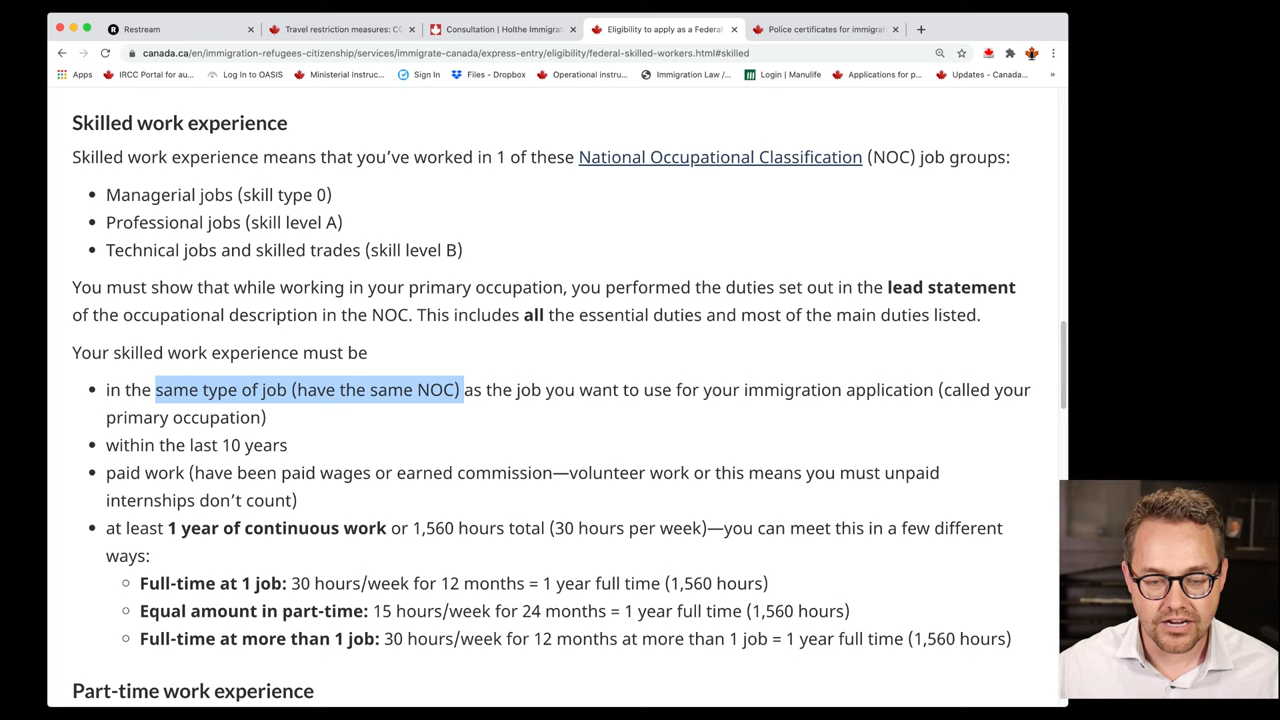 Restream
Travel restriction measures: CO
Consultation | Holthe Immigrat
Eligibility to apply as a Federal
Police certificates for immigrat
canada.ca/en/immigration-refugees-citizenship/services/immigrate-canada/express-entry/eligibility/federal-skilled-workers.html#skilled
Apps IRCC Portal for au... Log In to OASIS Ministerial Instruc... Sign In Files - Dropbox Operational instru... Immigration Law /... Login | Manulife Applications for p... Updates - Canada... »
Skilled work experience
Skilled work experience means that you've worked in 1 of these National Occupational Classification (NOC) job groups:
• Managerial jobs (skill type 0)
• Professional jobs (skill level A)
• Technical jobs and skilled trades (skill level B)
You must show that while working in your primary occupation, you performed the duties set out in the lead statement
of the occupational description in the NOC. This includes all the essential duties and most of the main duties listed.
Your skilled work experience must be
• in the same type of job (have the same NOC) as the job you want to use for your immigration application (called your
primary occupation)
• within the last 10 years
• paid work (have been paid wages or earned commission—volunteer work or this means you must unpaid
internships don't count)
• at least 1 year of continuous work or 1,560 hours total (30 hours per week)—you can meet this in a few different
ways:
○ Full-time at 1 job: 30 hours/week for 12 months = 1 year full time (1,560 hours)
○ Equal amount in part-time: 15 hours/week for 24 months = 1 year full time (1,560 hours)
○ Full-time at more than 1 job: 30 hours/week for 12 months at more than 1 job = 1 year full time (1,560 hours)
Part-time work experience